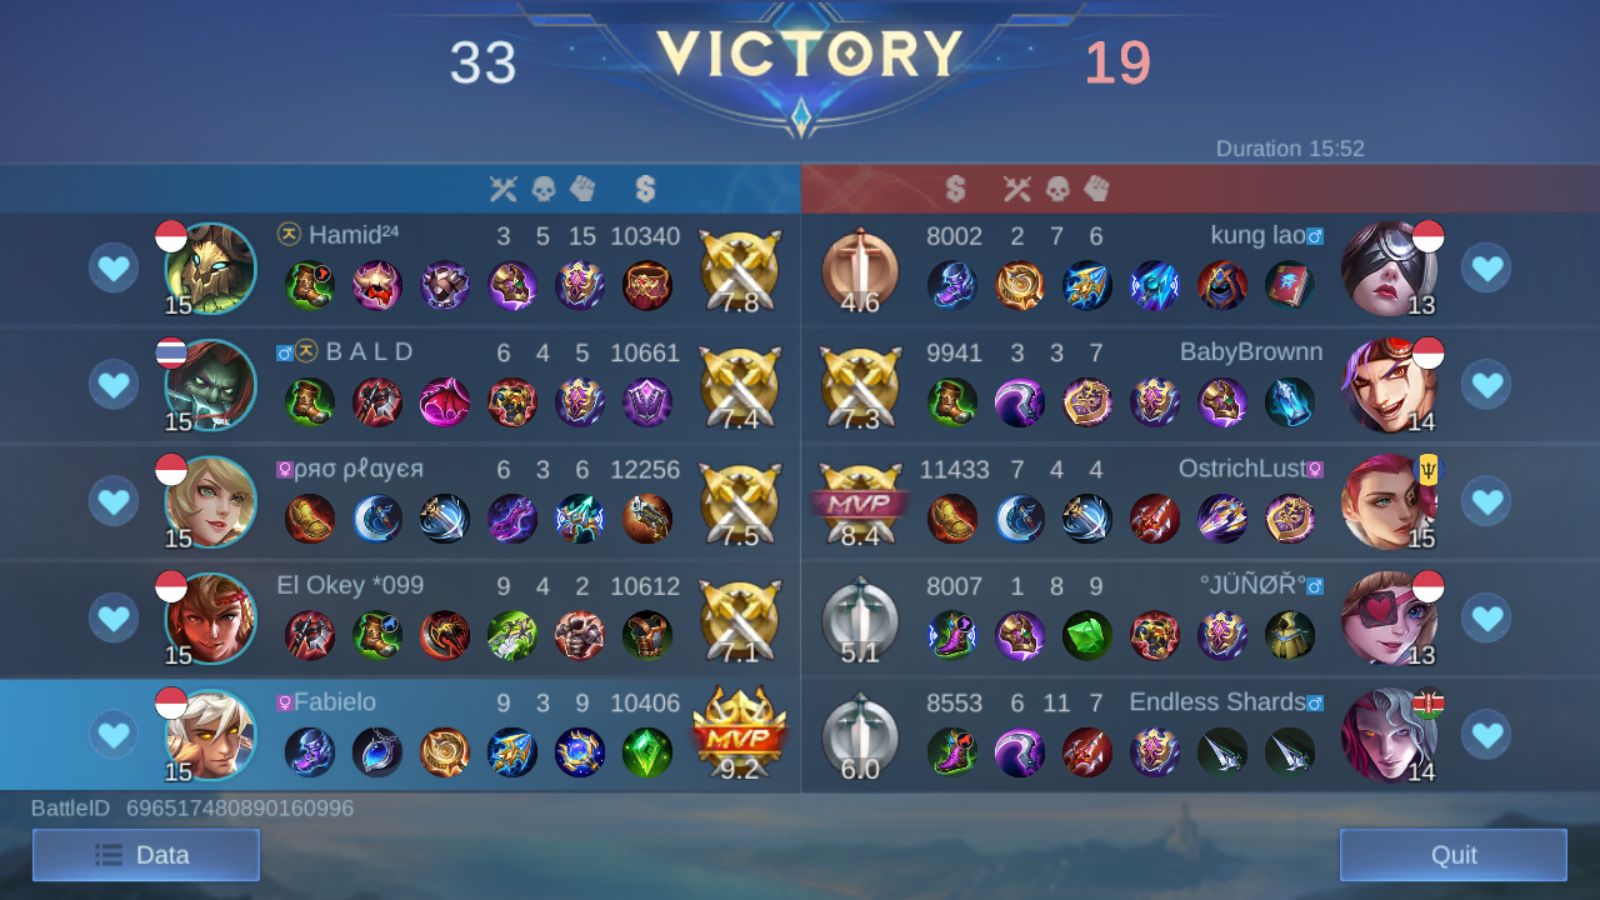 33 VICTORY 19
Duration 15:52
Hamid²⁴ 3 5 15 10340
15 7.8
B A L D 6 4 5 10661
15 7.4
ρяσ ρℓαyєя 6 3 6 12256
15 7.5
El Okey *099 9 4 2 10612
15 7.1
Fabielo 9 3 9 10406
15 MVP 9.2
8002 2 7 6 kung lao
4.6 13
9941 3 3 7 BabyBrownn
7.3 14
11433 7 4 4 OstrichLust
MVP 8.4 15
8007 1 8 9 °JÜÑØŘ°
5.1 13
8553 6 11 7 Endless Shards
6.0 14
BattleID 696517480890160996
Data Quit